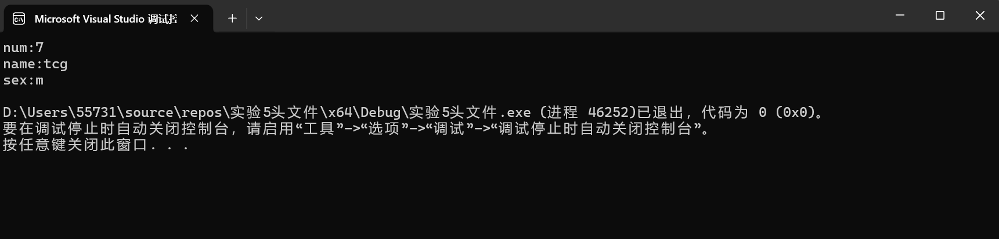 Microsoft Visual Studio 调试控
num:7
name:tcg
sex:m
D:\Users\55731\source\repos\实验5头文件\x64\Debug\实验5头文件.exe (进程 46252)已退出，代码为 0 (0x0)。
要在调试停止时自动关闭控制台，请启用“工具”->“选项”->“调试”->“调试停止时自动关闭控制台”。
按任意键关闭此窗口. . .